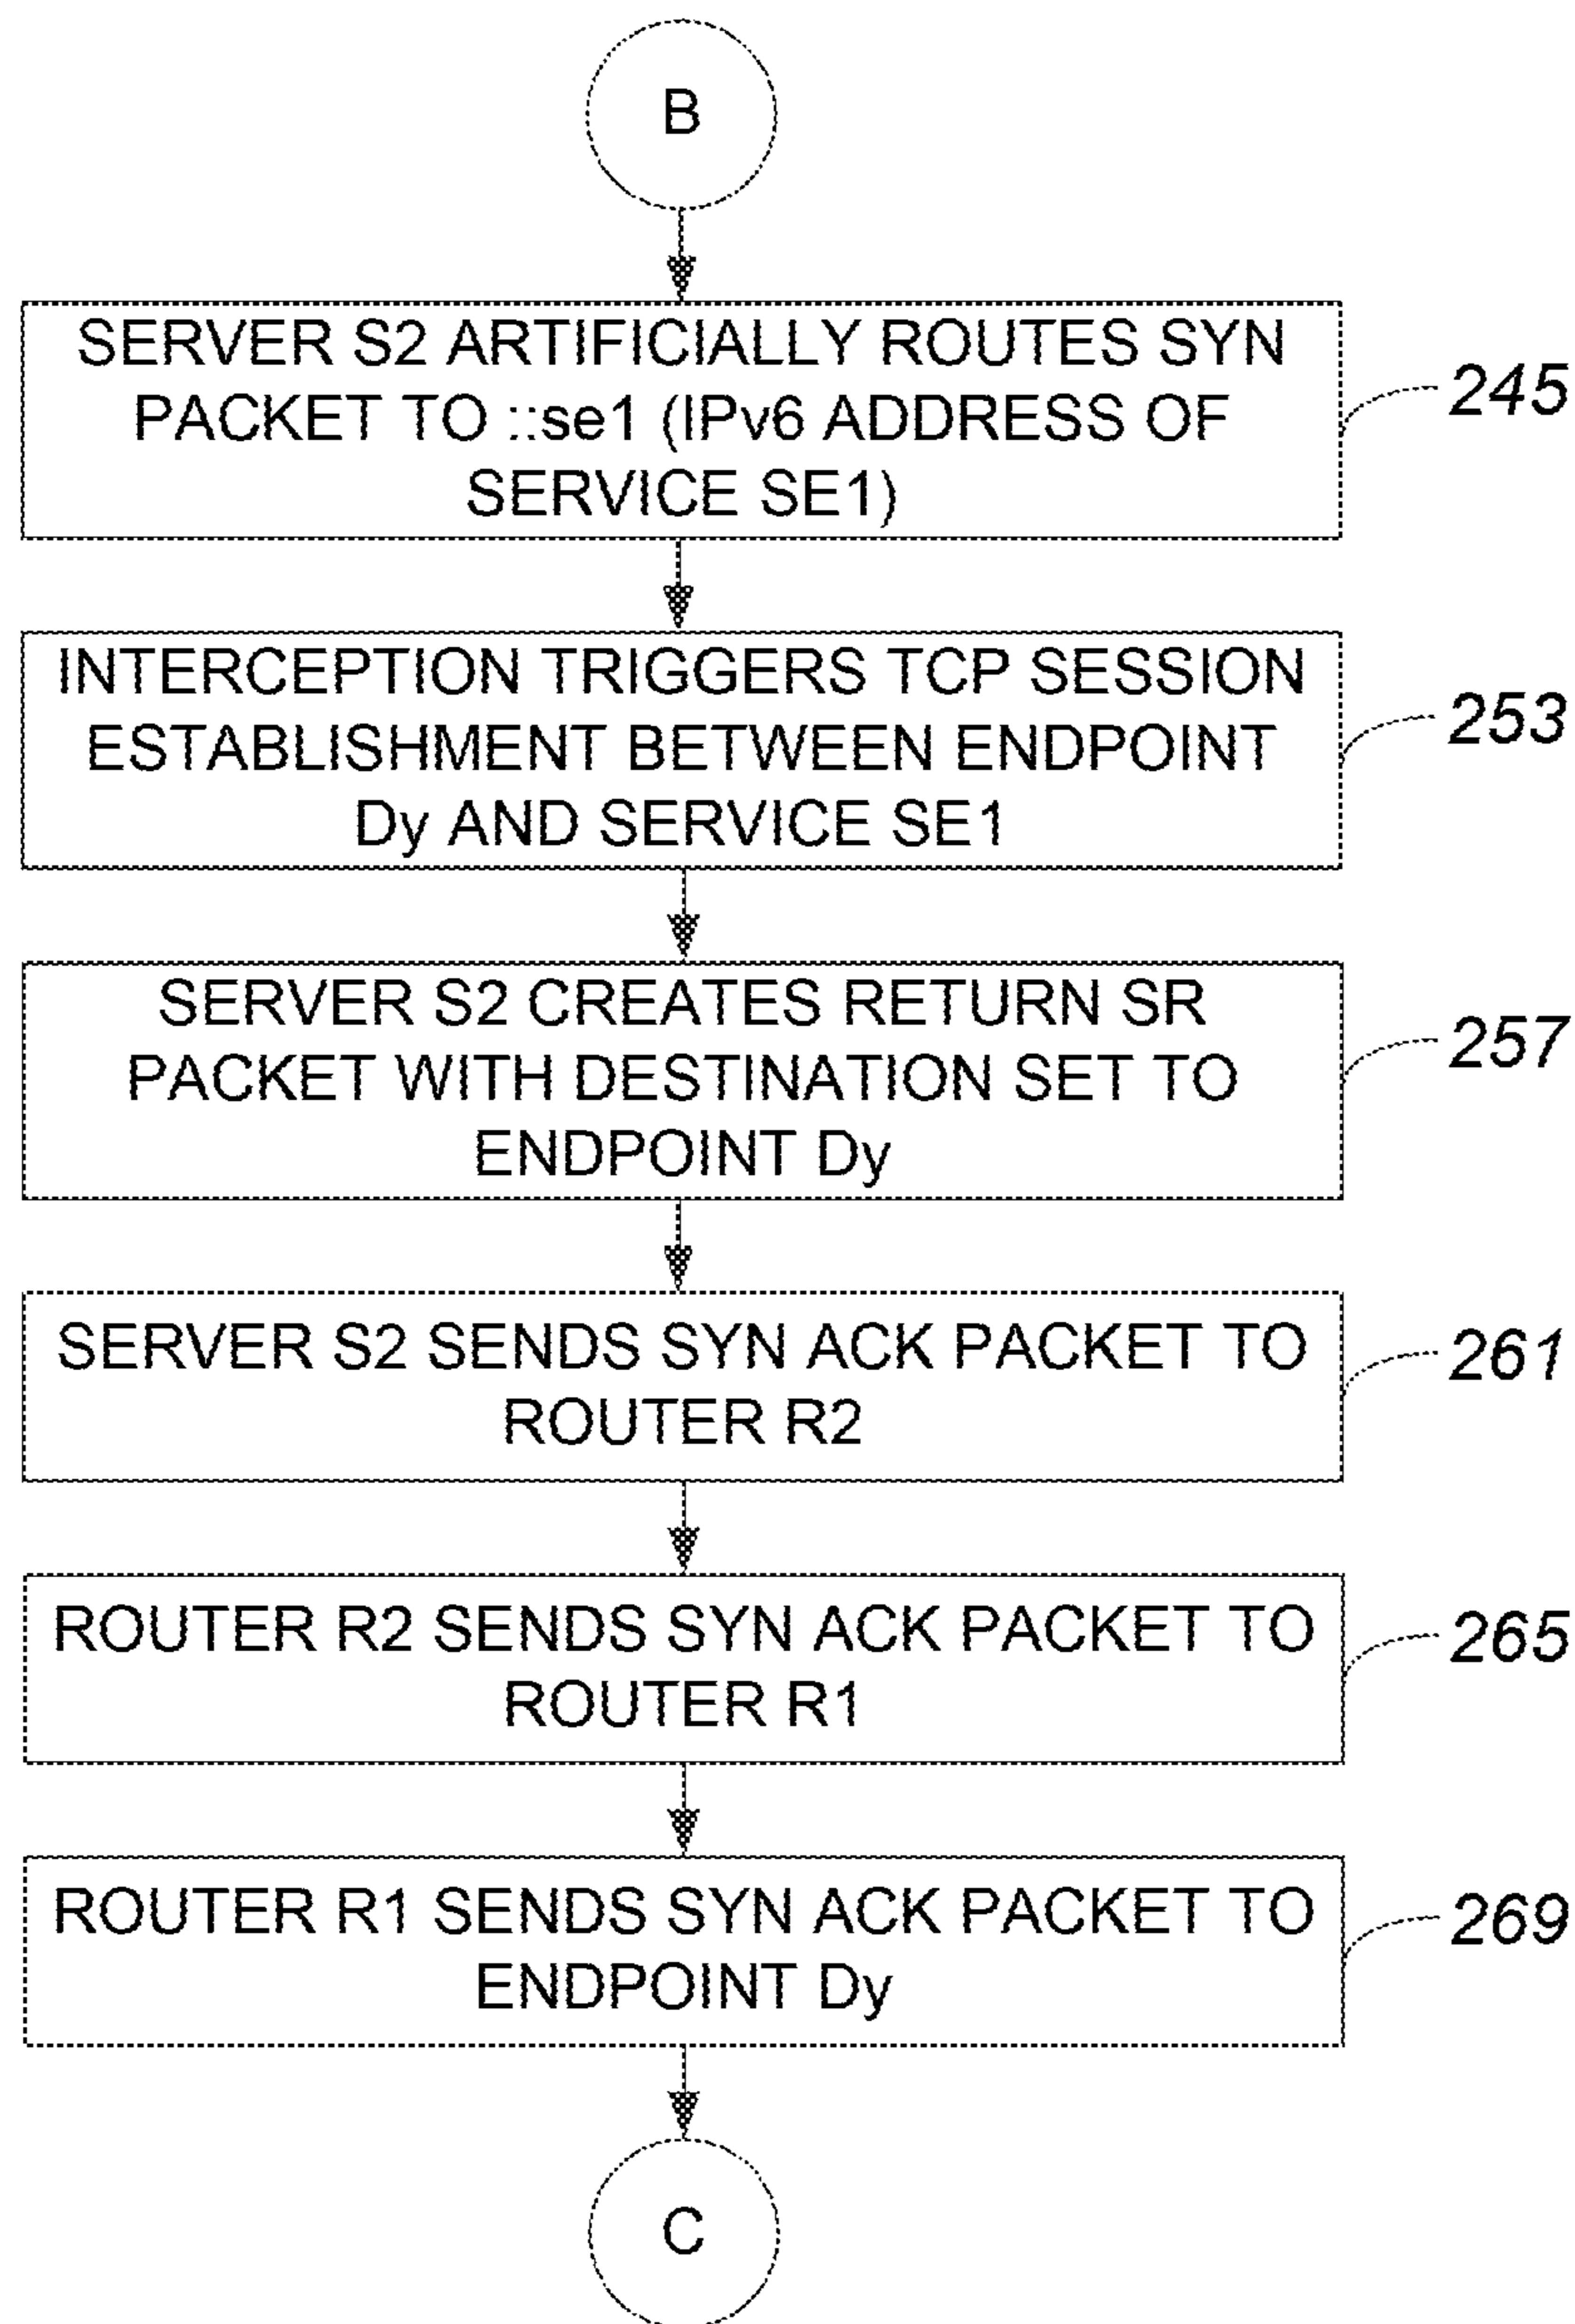 B
SERVER S2 ARTIFICIALLY ROUTES SYN
PACKET TO ::se1 (IPv6 ADDRESS OF
SERVICE SE1)
245
INTERCEPTION TRIGGERS TCP SESSION
ESTABLISHMENT BETWEEN ENDPOINT
Dy AND SERVICE SE1
253
SERVER S2 CREATES RETURN SR
PACKET WITH DESTINATION SET TO
ENDPOINT Dy
257
SERVER S2 SENDS SYN ACK PACKET TO
ROUTER R2
261
ROUTER R2 SENDS SYN ACK PACKET TO
ROUTER R1
265
ROUTER R1 SENDS SYN ACK PACKET TO
ENDPOINT Dy
269
C